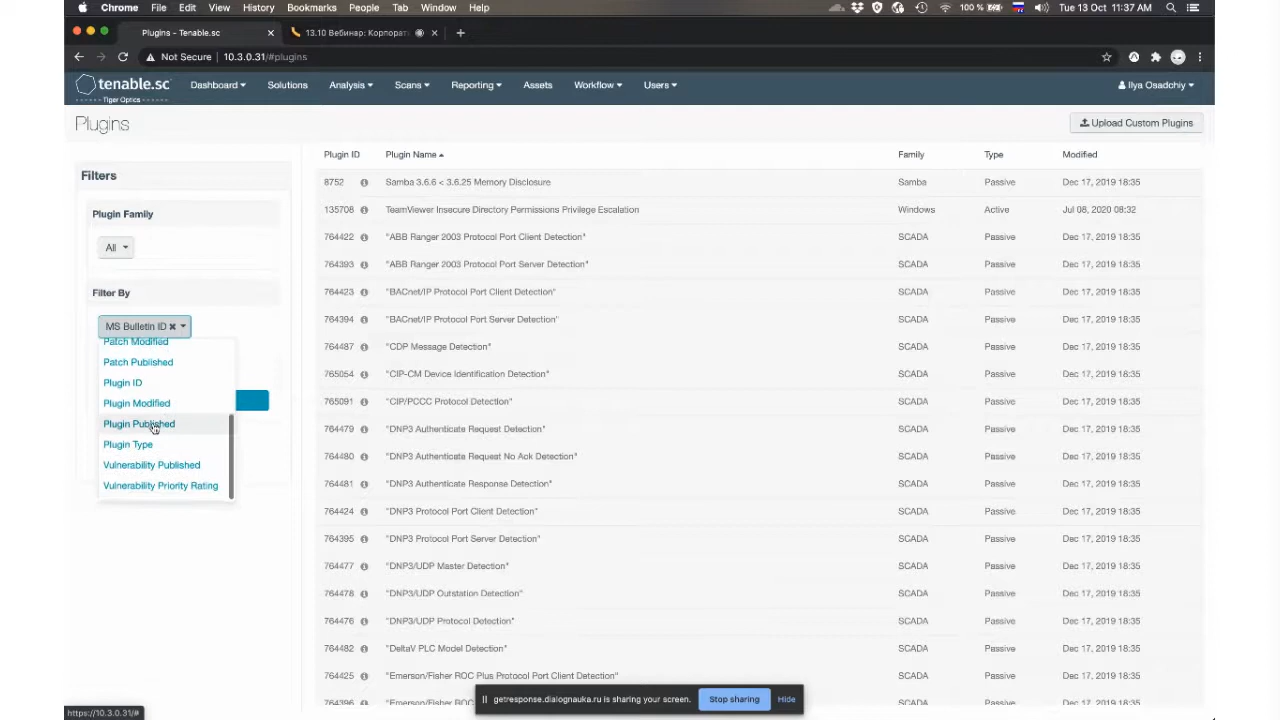 Chrome File Edit View History Bookmarks People Tab Window Help 100 % Tue 13 Oct 11:37 AM
Plugins - Tenable.sc 13.10 Вебинар: Корпорат
Not Secure 10.3.0.31/#plugins
tenable.sc Dashboard Solutions Analysis Scans Reporting Assets Workflow Users Ilya Osadchiy
Tiger Optics
Plugins Upload Custom Plugins
Filters
Plugin Family
All
Filter By
MS Bulletin ID
Patch Modified
Patch Published
Plugin ID
Plugin Modified
Plugin Published
Plugin Type
Vulnerability Published
Vulnerability Priority Rating
Plugin ID Plugin Name Family Type Modified
8752 Samba 3.6.6 < 3.6.25 Memory Disclosure Samba Passive Dec 17, 2019 18:35
135708 TeamViewer Insecure Directory Permissions Privilege Escalation Windows Active Jul 08, 2020 08:32
764422 "ABB Ranger 2003 Protocol Port Client Detection" SCADA Passive Dec 17, 2019 18:35
764393 "ABB Ranger 2003 Protocol Port Server Detection" SCADA Passive Dec 17, 2019 18:35
764423 "BACnet/IP Protocol Port Client Detection" SCADA Passive Dec 17, 2019 18:35
764394 "BACnet/IP Protocol Port Server Detection" SCADA Passive Dec 17, 2019 18:35
764487 "CDP Message Detection" SCADA Passive Dec 17, 2019 18:35
765054 "CIP-CM Device Identification Detection" SCADA Passive Dec 17, 2019 18:35
765091 "CIP/PCCC Protocol Detection" SCADA Passive Dec 17, 2019 18:35
764479 "DNP3 Authenticate Request Detection" SCADA Passive Dec 17, 2019 18:35
764480 "DNP3 Authenticate Request No Ack Detection" SCADA Passive Dec 17, 2019 18:35
764481 "DNP3 Authenticate Response Detection" SCADA Passive Dec 17, 2019 18:35
764424 "DNP3 Protocol Port Client Detection" SCADA Passive Dec 17, 2019 18:35
764395 "DNP3 Protocol Port Server Detection" SCADA Passive Dec 17, 2019 18:35
764477 "DNP3/UDP Master Detection" SCADA Passive Dec 17, 2019 18:35
764478 "DNP3/UDP Outstation Detection" SCADA Passive Dec 17, 2019 18:35
764476 "DNP3/UDP Protocol Detection" SCADA Passive Dec 17, 2019 18:35
764482 "DeltaV PLC Model Detection" SCADA Passive Dec 17, 2019 18:35
764425 "Emerson/Fisher ROC Plus Protocol Port Client Detection" SCADA Passive Dec 17, 2019 18:35
764396 "Emerson/Fisher SCADA Passive Dec 17, 2019 18:35
getresponse.dialognauka.ru is sharing your screen. Stop sharing Hide
https://10.3.0.31/#